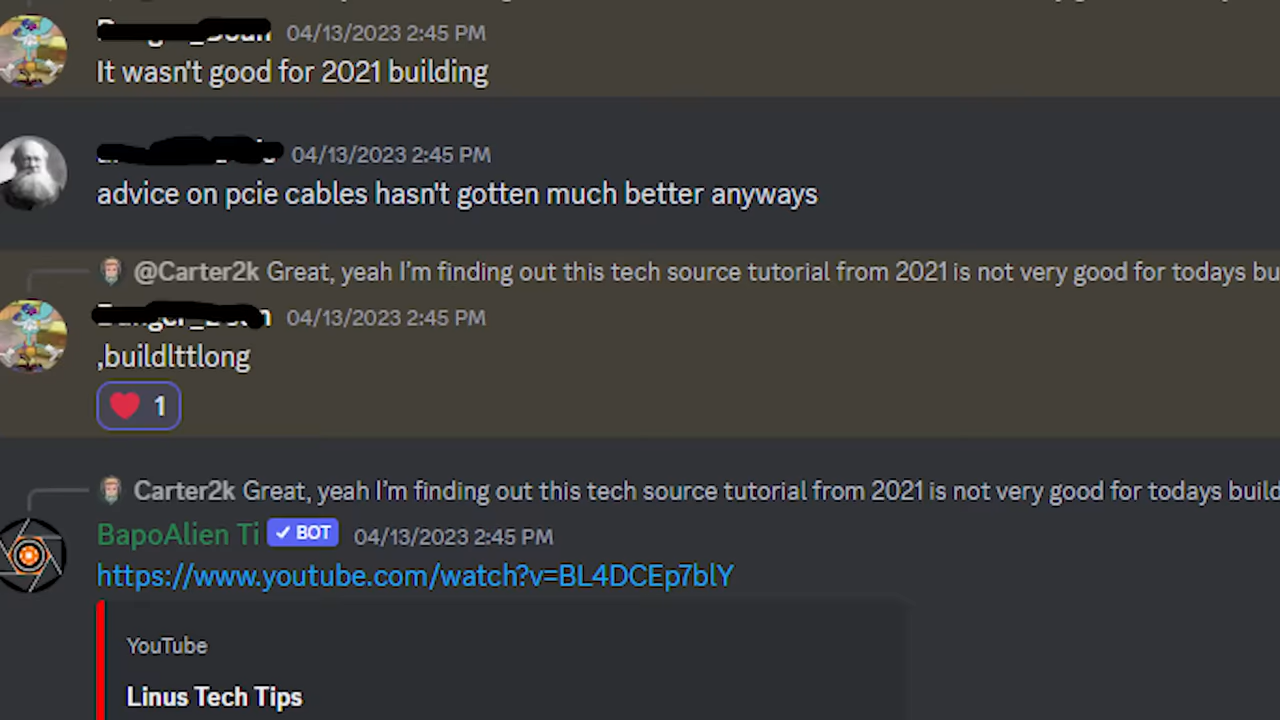 04/13/2023 2:45 PM
It wasn't good for 2021 building
04/13/2023 2:45 PM
advice on pcie cables hasn't gotten much better anyways
@Carter2k Great, yeah I'm finding out this tech source tutorial from 2021 is not very good for todays
04/13/2023 2:45 PM
,buildlttlong
1
Carter2k Great, yeah I'm finding out this tech source tutorial from 2021 is not very good for todays build
BapoAlien Ti BOT 04/13/2023 2:45 PM
https://www.youtube.com/watch?v=BL4DCEp7blY
YouTube
Linus Tech Tips